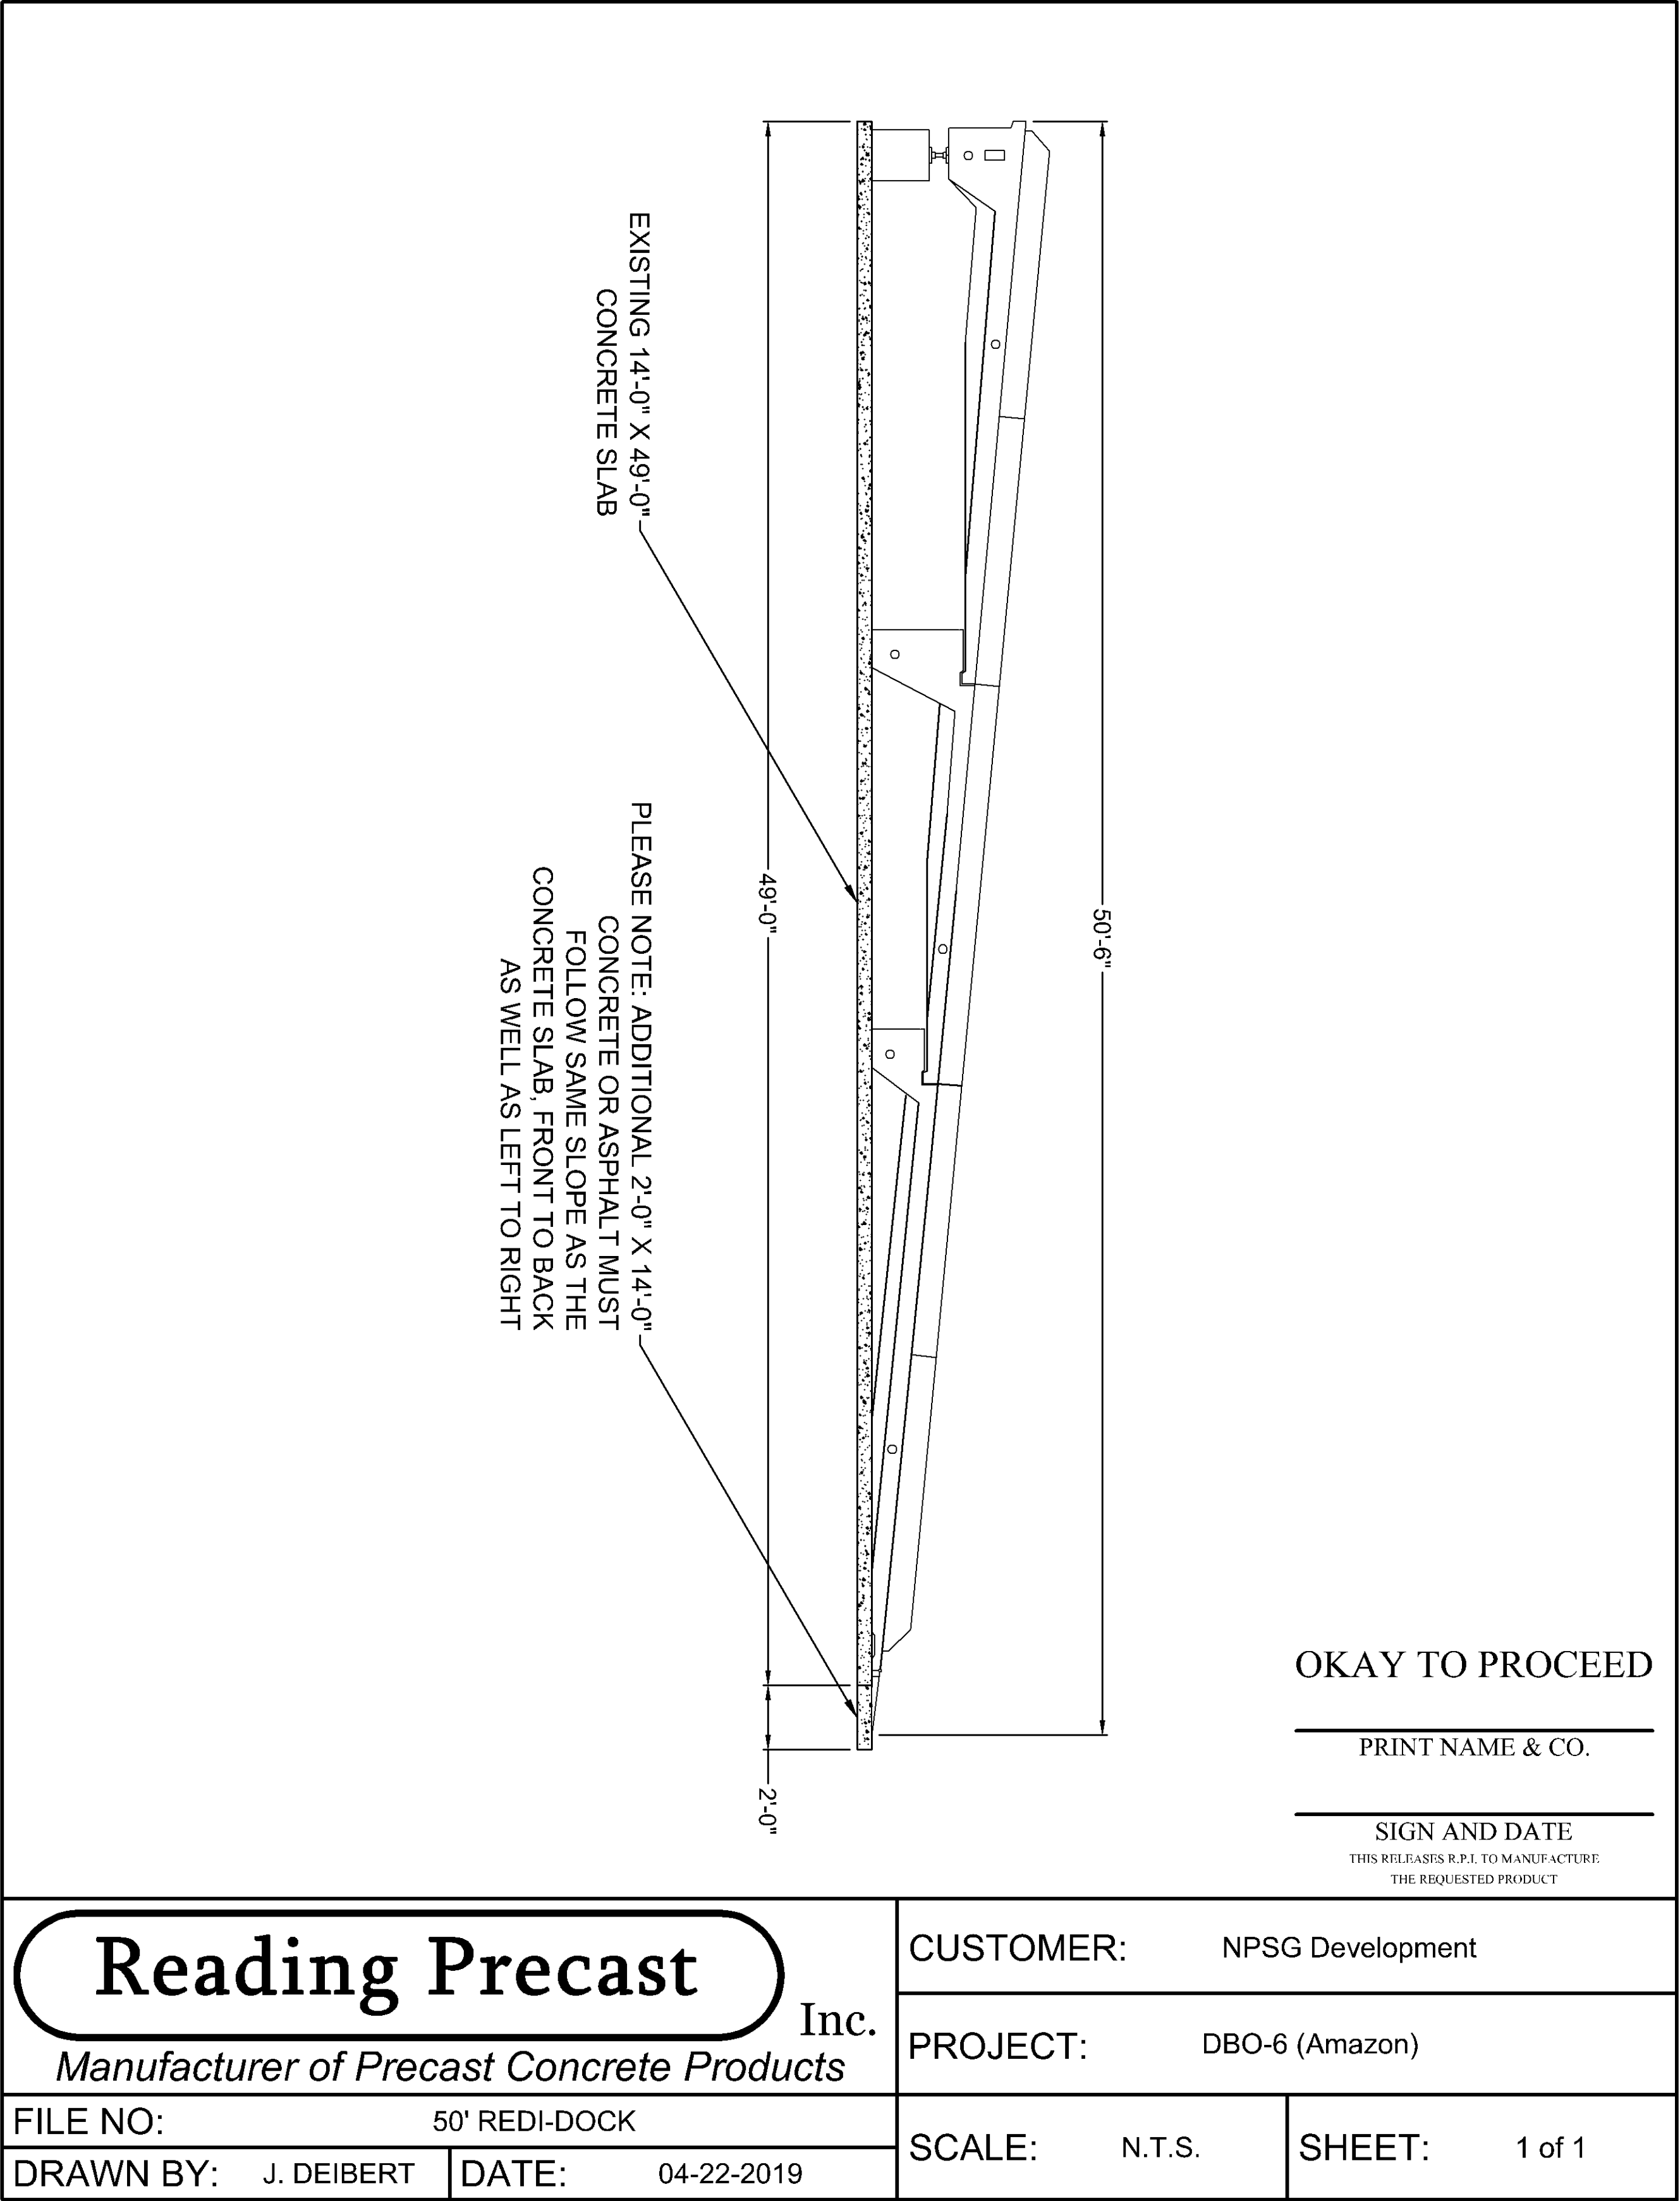 EXISTING 14'-0" X 49'-0"
CONCRETE SLAB
PLEASE NOTE: ADDITIONAL 2'-0" X 14'-0"
CONCRETE OR ASPHALT MUST
FOLLOW SAME SLOPE AS THE
CONCRETE SLAB, FRONT TO BACK
AS WELL AS LEFT TO RIGHT
49'-0"
50'-6"
2'-0"
OKAY TO PROCEED
PRINT NAME & CO.
SIGN AND DATE
THIS RELEASES R.P.I. TO MANUFACTURE
THE REQUESTED PRODUCT
Reading Precast
Inc.
Manufacturer of Precast Concrete Products
FILE NO: 50' REDI-DOCK
DRAWN BY: J. DEIBERT DATE: 04-22-2019
CUSTOMER: NPSG Development
PROJECT: DBO-6 (Amazon)
SCALE: N.T.S. SHEET: 1 of 1